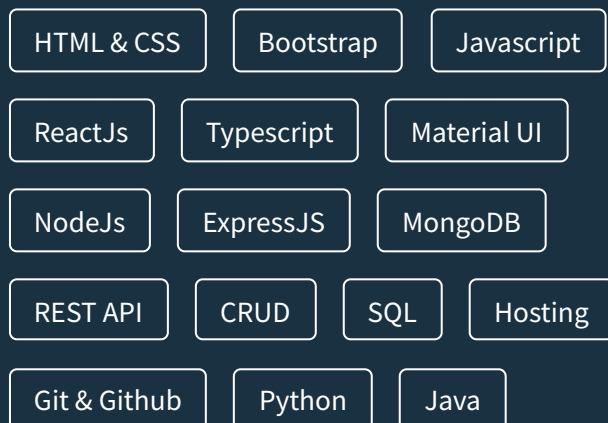 HTML & CSS Bootstrap Javascript
ReactJs Typescript Material UI
NodeJs ExpressJS MongoDB
REST API CRUD SQL Hosting
Git & Github Python Java